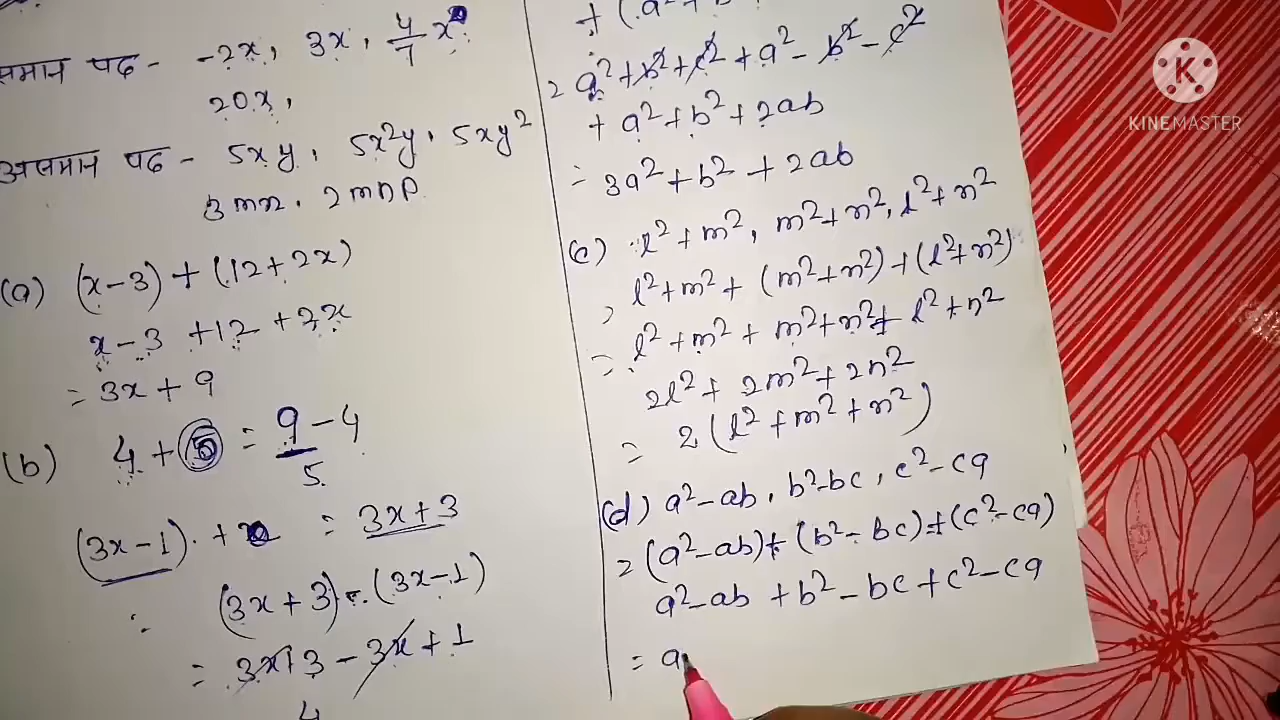 समान पद - -2x, 3x, 4/7 x
20x,
असमान पद - 5xy, 5x²y, 5xy²
3mn, 2mnp
(a) (x-3) + (12+2x)
x-3 +12 +2x
= 3x + 9
(b) 4 + 5 = 9-4
5
(3x-1) + = 3x+3
∴ (3x+3) - (3x-1)
= 3x+3 - 3x + 1
4
+ (a²+b
= a²+b²+c² + a² - b² - c²
+ a²+b²+2ab
= 3a²+b² + 2ab
(c) l²+m², m²+n², l²+n²
= l²+m² + (m²+n²) + (l²+n²)
= l²+m² + m²+n² + l²+n²
2l² + 2m² + 2n²
= 2(l²+m²+n²)
(d) a²-ab, b²-bc, c²-ca
= (a²-ab) + (b²-bc) + (c²-ca)
a²-ab + b²-bc + c²-ca
= a
K
KINEMASTER